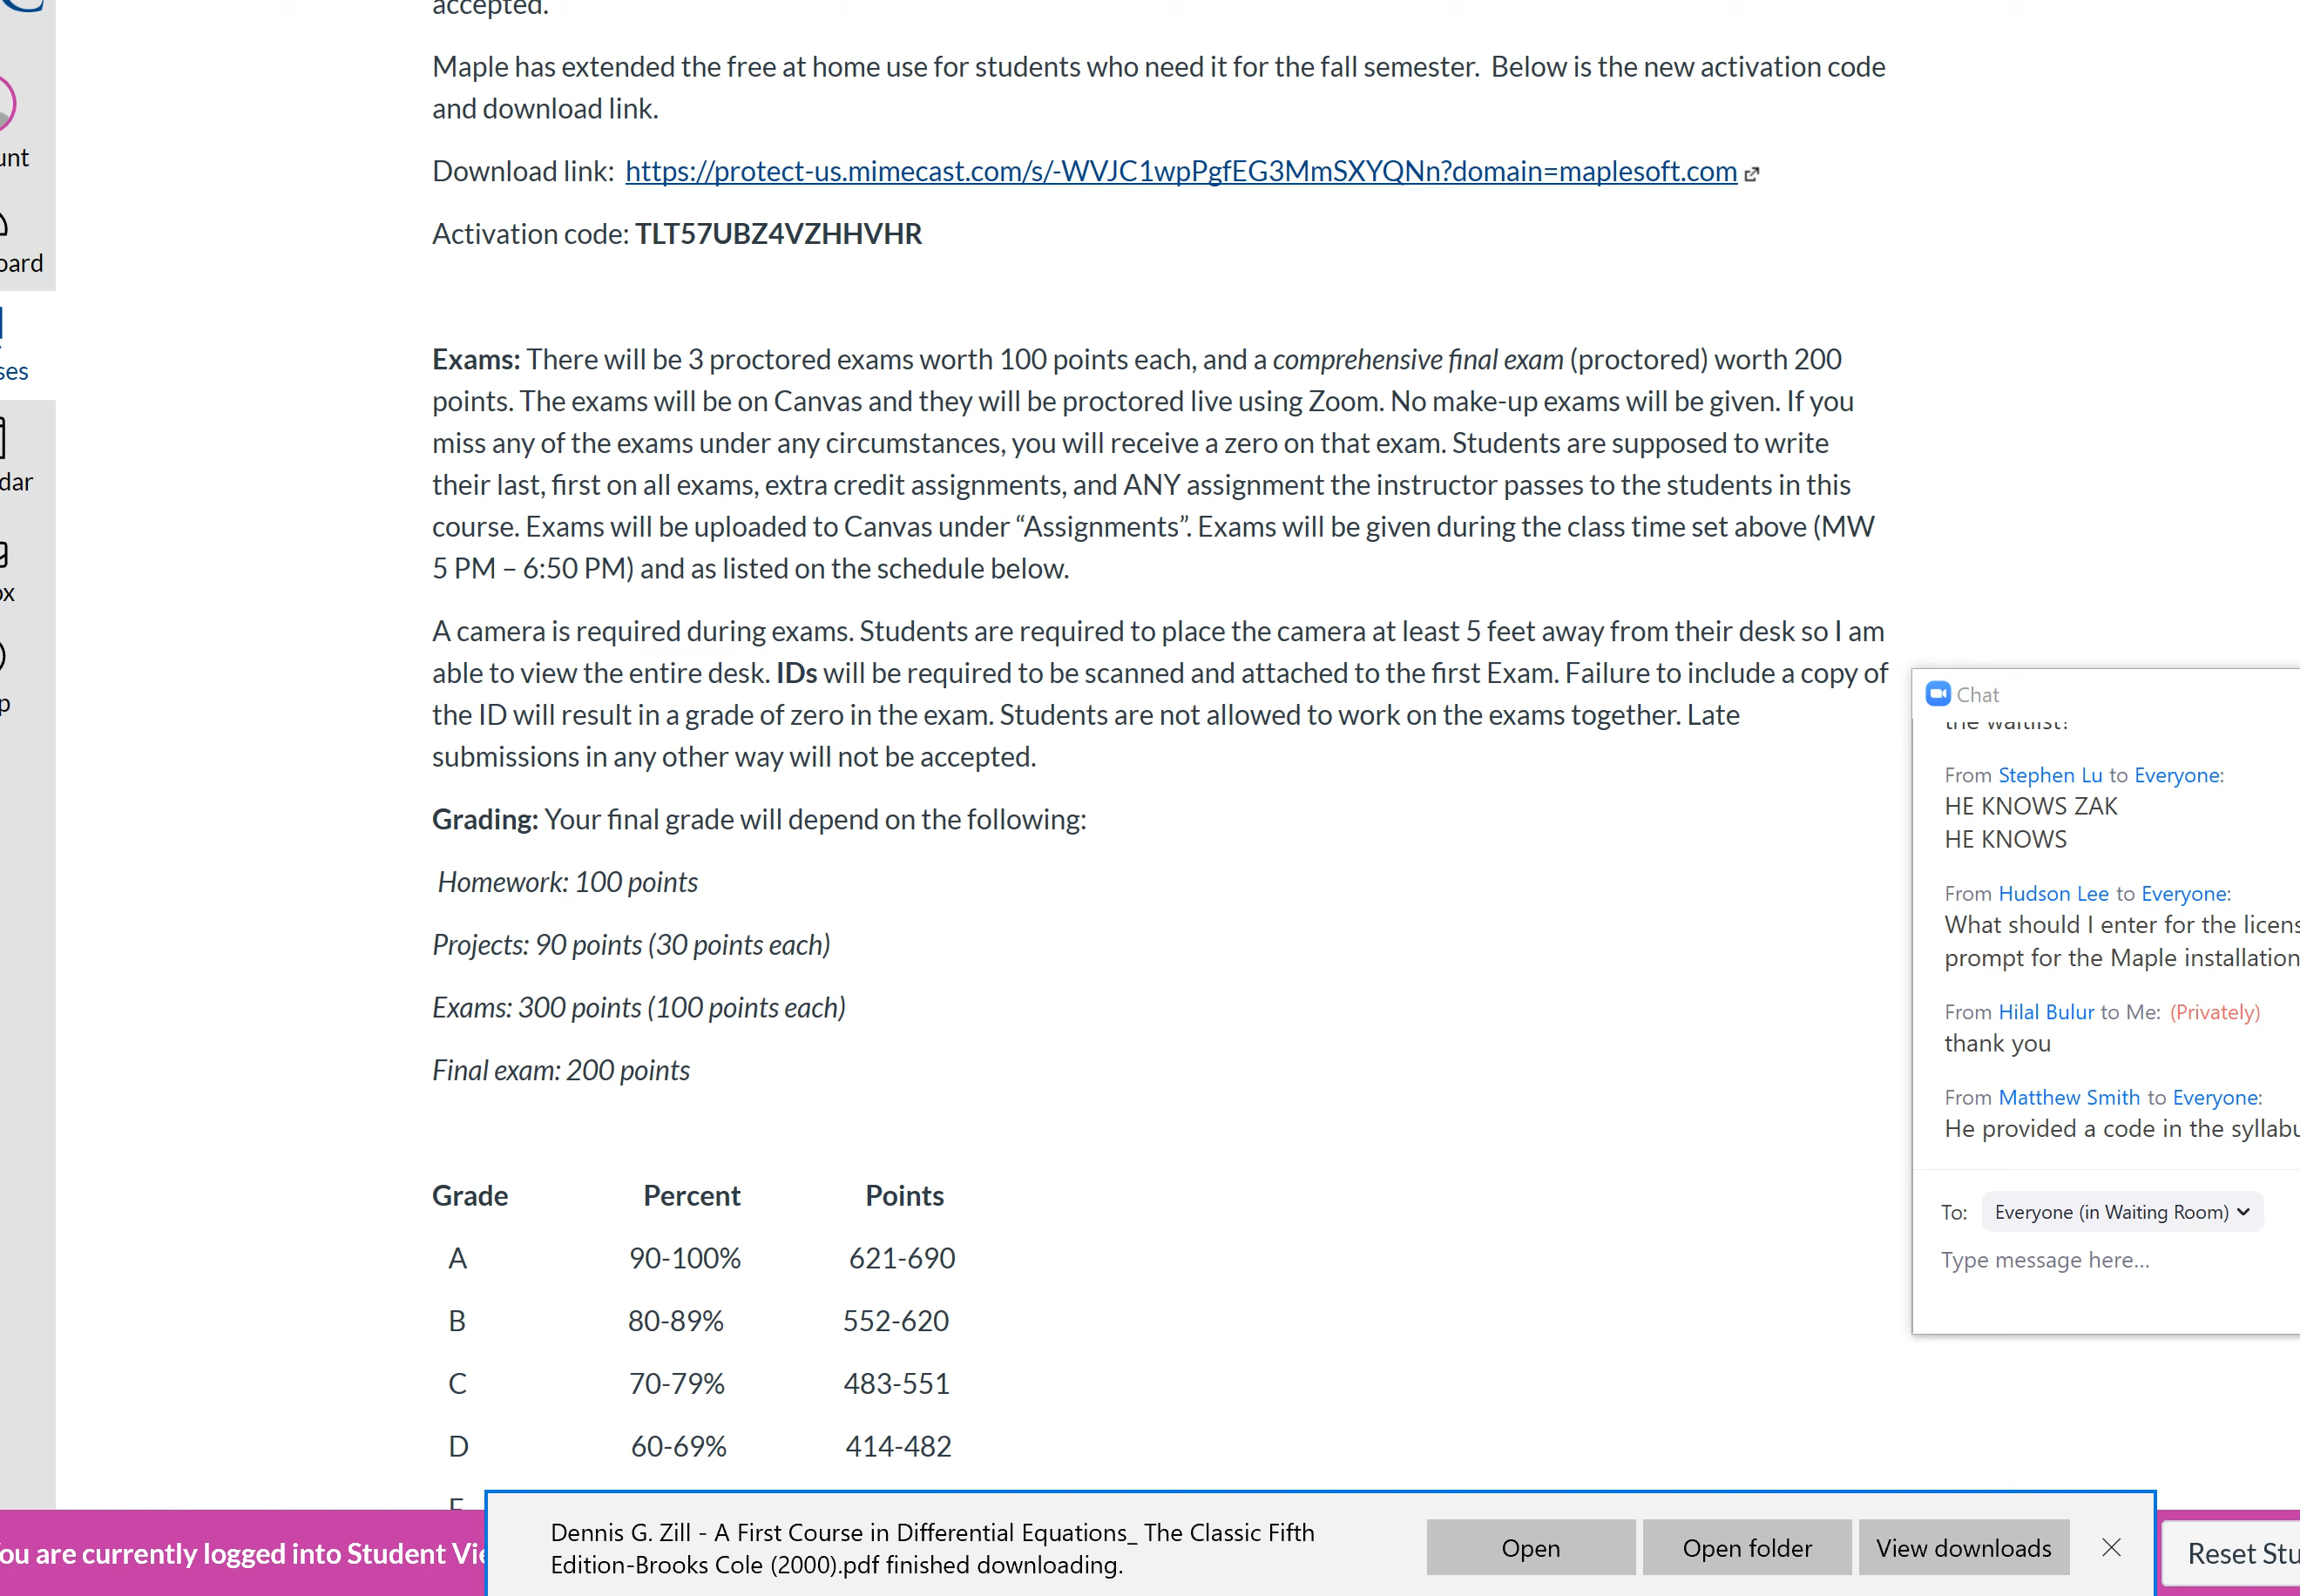 accepted.
Maple has extended the free at home use for students who need it for the fall semester.  Below is the new activation code
and download link.
Download link:  https://protect-us.mimecast.com/s/-WVJC1wpPgfEG3MmSXYQNn?domain=maplesoft.com
Activation code: TLT57UBZ4VZHHVHR
Exams: There will be 3 proctored exams worth 100 points each, and a comprehensive final exam (proctored) worth 200
points. The exams will be on Canvas and they will be proctored live using Zoom. No make-up exams will be given. If you
miss any of the exams under any circumstances, you will receive a zero on that exam. Students are supposed to write
their last, first on all exams, extra credit assignments, and ANY assignment the instructor passes to the students in this
course. Exams will be uploaded to Canvas under “Assignments”. Exams will be given during the class time set above (MW
5 PM – 6:50 PM) and as listed on the schedule below.
A camera is required during exams. Students are required to place the camera at least 5 feet away from their desk so I am
able to view the entire desk. IDs will be required to be scanned and attached to the first Exam. Failure to include a copy of
the ID will result in a grade of zero in the exam. Students are not allowed to work on the exams together. Late
submissions in any other way will not be accepted.
Grading: Your final grade will depend on the following:
Homework: 100 points
Projects: 90 points (30 points each)
Exams: 300 points (100 points each)
Final exam: 200 points
Grade Percent Points
A 90-100% 621-690
B 80-89% 552-620
C 70-79% 483-551
D 60-69% 414-482
unt
oard
ses
dar
ox
p
Chat
the waitlist?
From Stephen Lu to Everyone:
HE KNOWS ZAK
HE KNOWS
From Hudson Lee to Everyone:
What should I enter for the licens
prompt for the Maple installation
From Hilal Bulur to Me: (Privately)
thank you
From Matthew Smith to Everyone:
He provided a code in the syllabu
To: Everyone (in Waiting Room)
Type message here...
ou are currently logged into Student Vie
Dennis G. Zill - A First Course in Differential Equations_ The Classic Fifth
Edition-Brooks Cole (2000).pdf finished downloading.
Open
Open folder
View downloads
Reset Stu